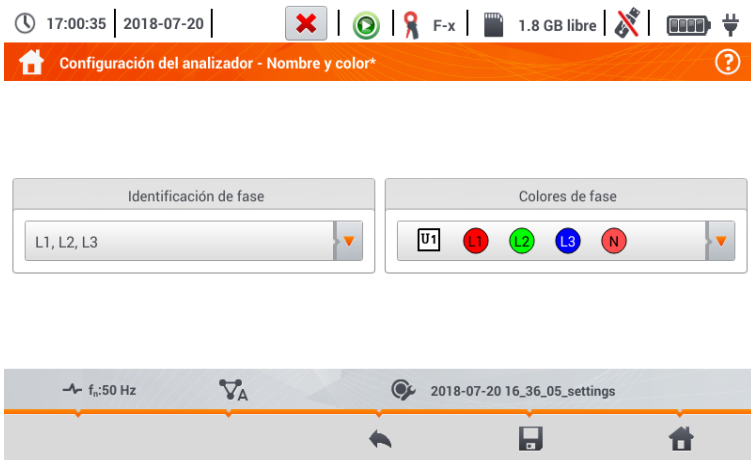 17:00:35 2018-07-20 F-x 1.8 GB libre
Configuración del analizador - Nombre y color* ?
Identificación de fase
Colores de fase
L1, L2, L3
U1 L1 L2 L3 N
fn:50 Hz A 2018-07-20 16_36_05_settings